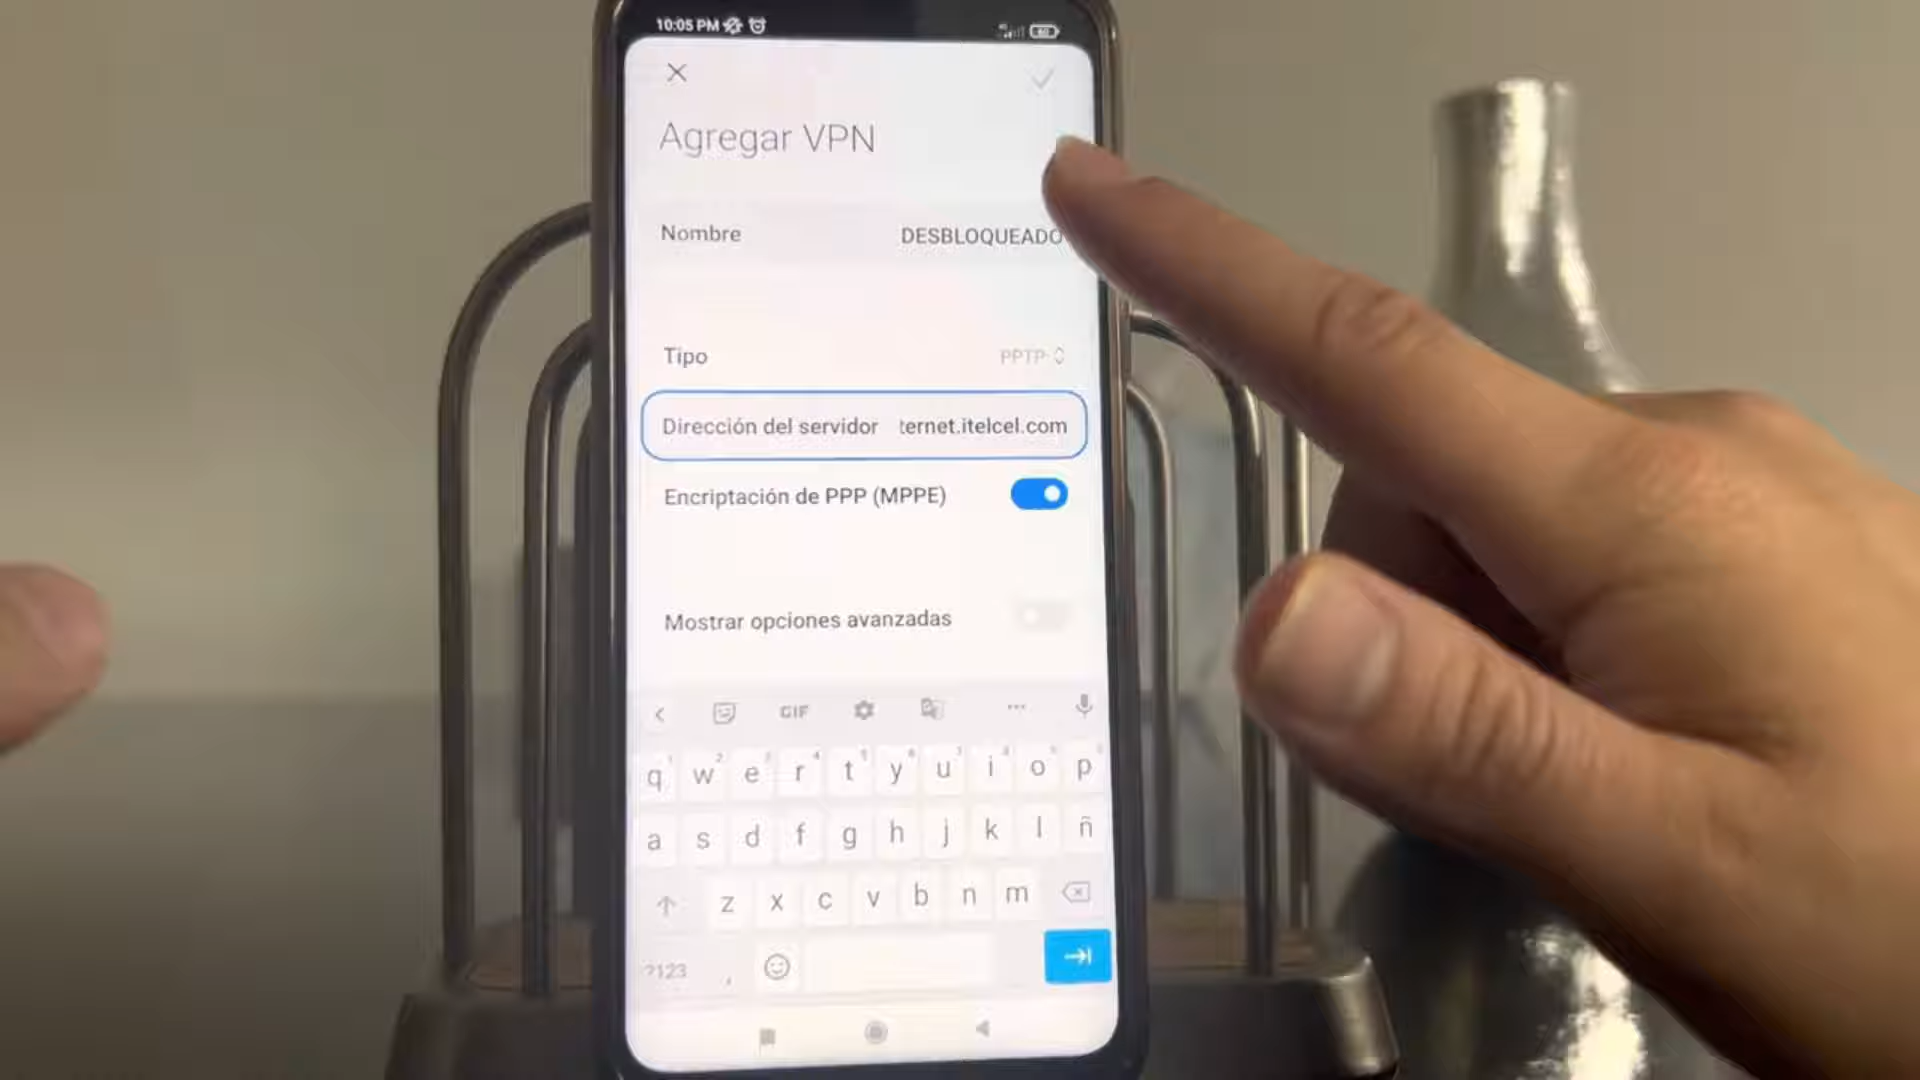 10:05 PM
60
Agregar VPN
Nombre DESBLOQUEADO
Tipo PPTP
Dirección del servidor ternet.itelcel.com
Encriptación de PPP (MPPE)
Mostrar opciones avanzadas
GIF
q w e r t y u i o p
a s d f g h j k l ñ
z x c v b n m
?123 ,